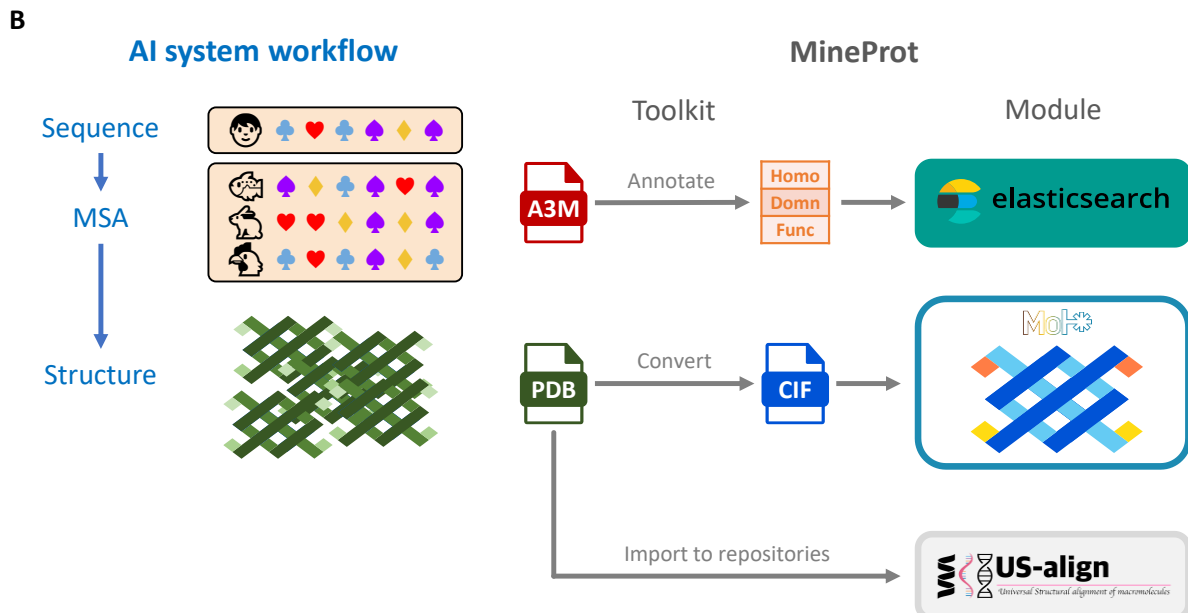 B
AI system workflow
MineProt
Sequence
MSA
Structure
Toolkit
Module
A3M
Annotate
Homo
Domn
Func
elasticsearch
PDB
Convert
CIF
Mol*
Import to repositories
US-align
Universal Structural alignment of macromolecules